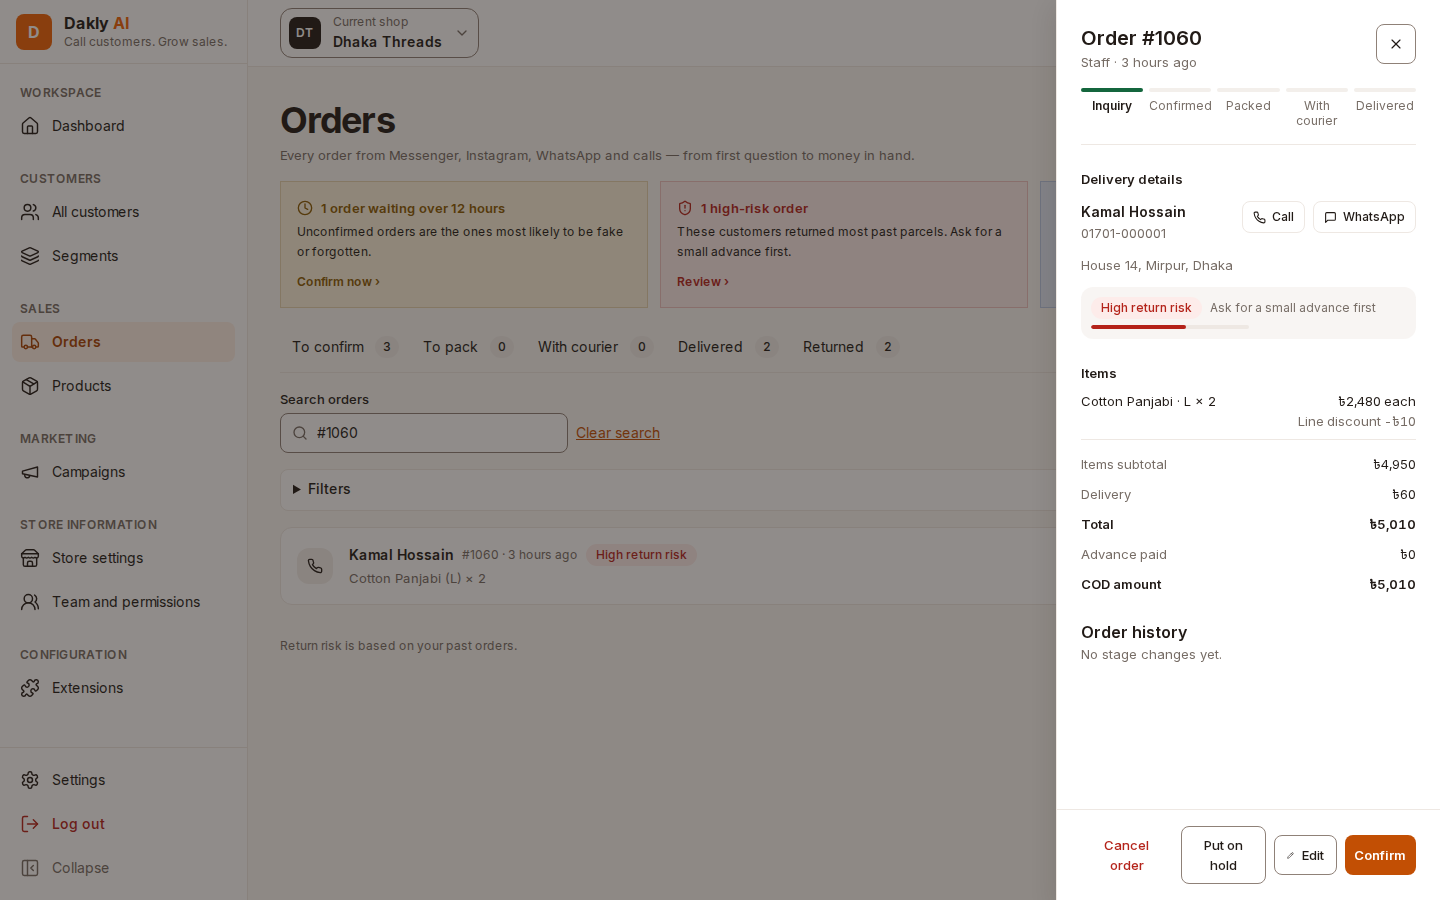 D
Dakly AI
Call customers. Grow sales.
WORKSPACE
Dashboard
CUSTOMERS
All customers
Segments
SALES
Orders
Products
MARKETING
Campaigns
STORE INFORMATION
Store settings
Team and permissions
CONFIGURATION
Extensions
Settings
Log out
Collapse
DT
Current shop
Dhaka Threads
Orders
Every order from Messenger, Instagram, WhatsApp and calls — from first question to money in hand.
1 order waiting over 12 hours
Unconfirmed orders are the ones most likely to be fake
or forgotten.
Confirm now ›
1 high-risk order
These customers returned most past parcels. Ask for a
small advance first.
Review ›
To confirm 3 To pack 0 With courier 0 Delivered 2 Returned 2
Search orders
#1060
Clear search
Filters
Kamal Hossain #1060 · 3 hours ago High return risk
Cotton Panjabi (L) × 2
Return risk is based on your past orders.
Order #1060
Staff · 3 hours ago
Inquiry Confirmed Packed With courier Delivered
Delivery details
Kamal Hossain
01701-000001
Call WhatsApp
House 14, Mirpur, Dhaka
High return risk Ask for a small advance first
Items
Cotton Panjabi · L × 2 ৳2,480 each
Line discount -৳10
Items subtotal ৳4,950
Delivery ৳60
Total ৳5,010
Advance paid ৳0
COD amount ৳5,010
Order history
No stage changes yet.
Cancel order
Put on hold
Edit
Confirm